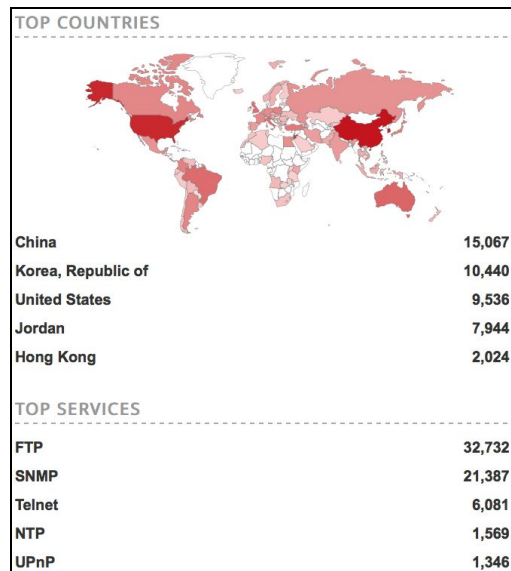 TOP COUNTRIES
China 15,067
Korea, Republic of 10,440
United States 9,536
Jordan 7,944
Hong Kong 2,024
TOP SERVICES
FTP 32,732
SNMP 21,387
Telnet 6,081
NTP 1,569
UPnP 1,346